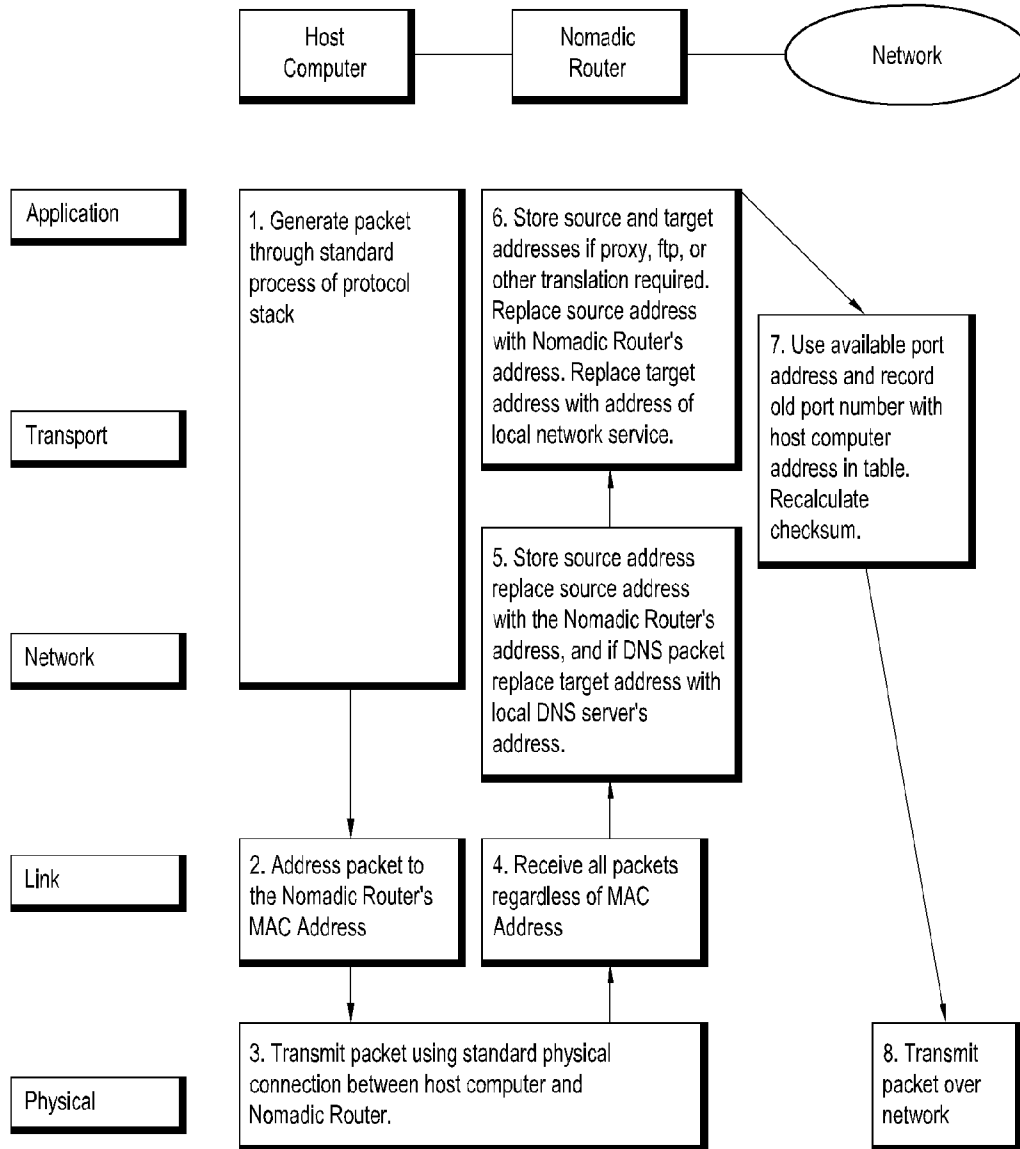 Host
Computer
Nomadic
Router
Network
Application
Transport
Network
Link
Physical
1. Generate packet
through standard
process of protocol
stack
2. Address packet to
the Nomadic Router's
MAC Address
3. Transmit packet using standard physical
connection between host computer and
Nomadic Router.
4. Receive all packets
regardless of MAC
Address
5. Store source address
replace source address
with the Nomadic Router's
address, and if DNS packet
replace target address with
local DNS server's
address.
6. Store source and target
addresses if proxy, ftp, or
other translation required.
Replace source address
with Nomadic Router's
address. Replace target
address with address of
local network service.
7. Use available port
address and record
old port number with
host computer
address in table.
Recalculate
checksum.
8. Transmit
packet over
network